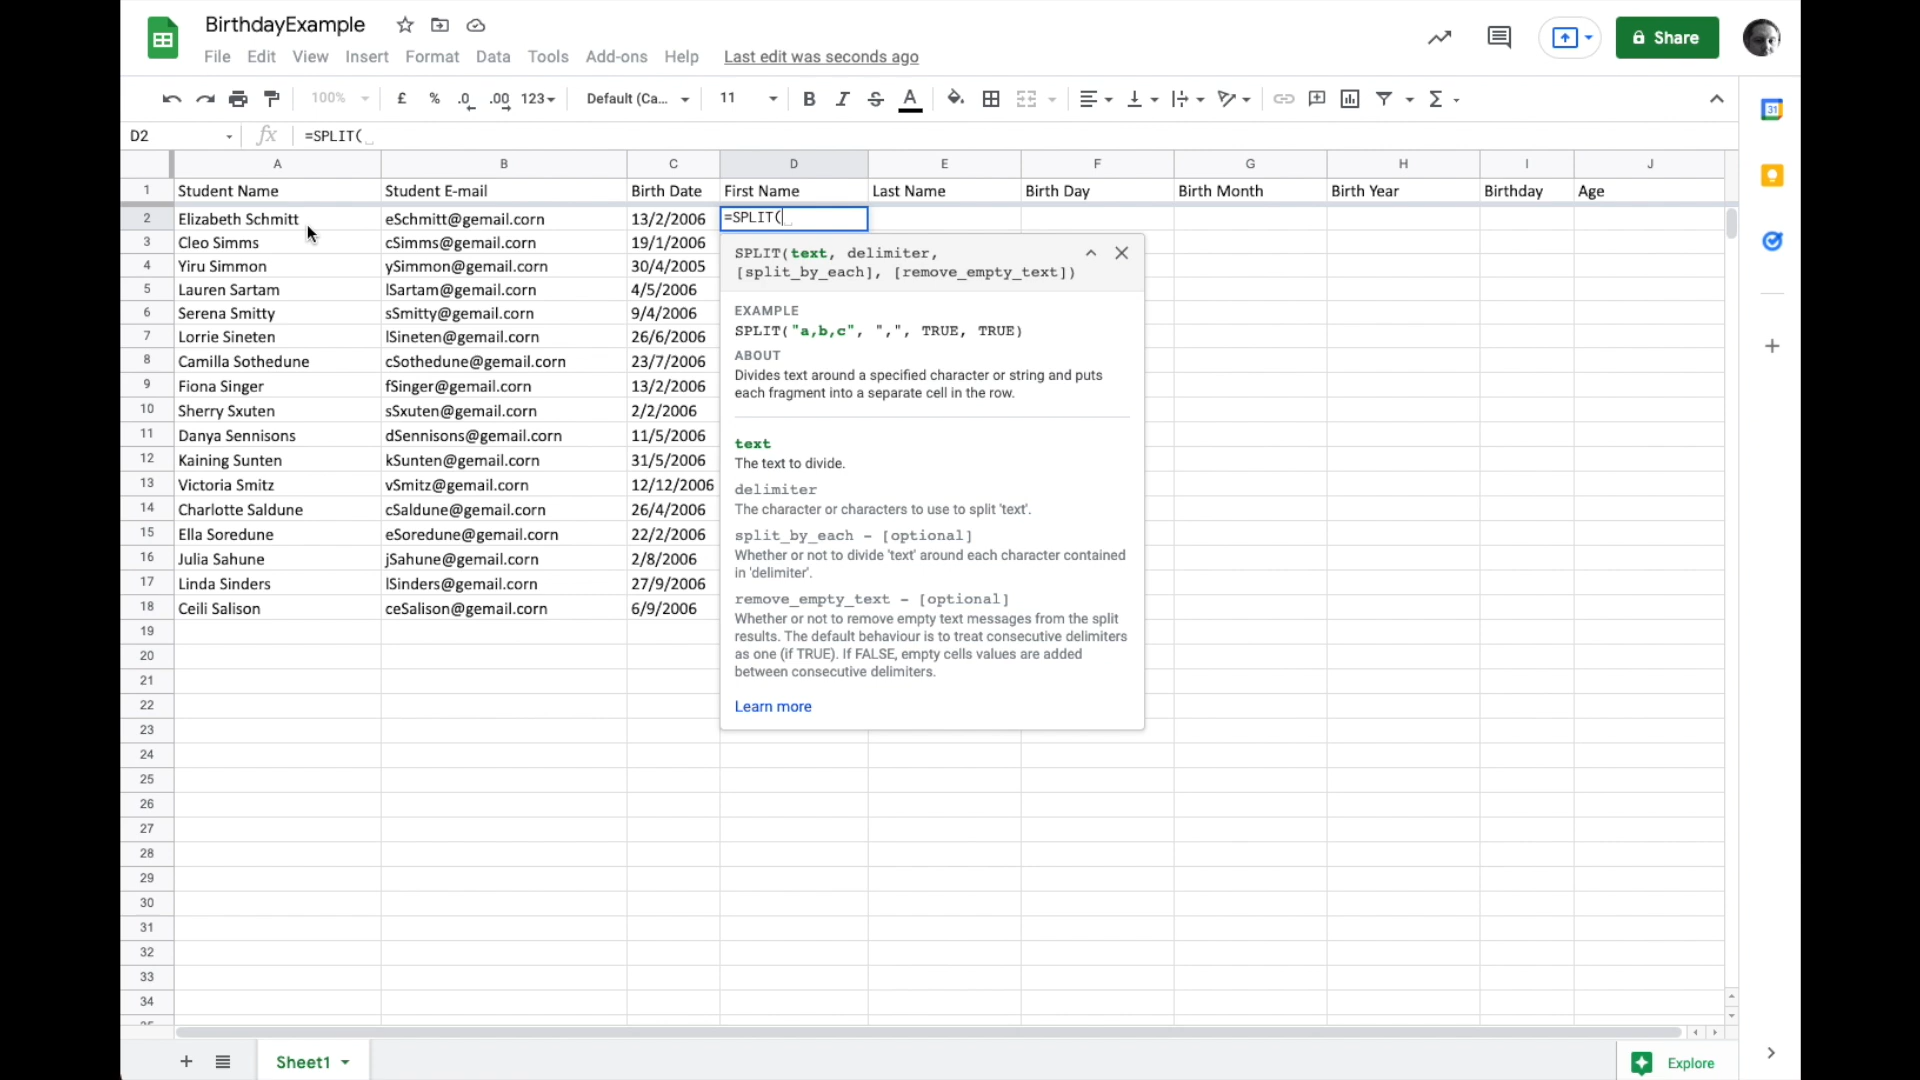 BirthdayExample
File Edit View Insert Format Data Tools Add-ons Help Last edit was seconds ago
Share
100% £ % .0 .00 123 Default (Ca... 11 B I S A Σ
31
D2 fx =SPLIT(
A B C D E F G H I J
1 Student Name Student E-mail Birth Date First Name Last Name Birth Day Birth Month Birth Year Birthday Age
2 Elizabeth Schmitt eSchmitt@gemail.corn 13/2/2006 =SPLIT(
3 Cleo Simms cSimms@gemail.corn 19/1/2006
4 Yiru Simmon ySimmon@gemail.corn 30/4/2005
5 Lauren Sartam lSartam@gemail.corn 4/5/2006
6 Serena Smitty sSmitty@gemail.corn 9/4/2006
7 Lorrie Sineten lSineten@gemail.corn 26/6/2006
8 Camilla Sothedune cSothedune@gemail.corn 23/7/2006
9 Fiona Singer fSinger@gemail.corn 13/2/2006
10 Sherry Sxuten sSxuten@gemail.corn 2/2/2006
11 Danya Sennisons dSennisons@gemail.corn 11/5/2006
12 Kaining Sunten kSunten@gemail.corn 31/5/2006
13 Victoria Smitz vSmitz@gemail.corn 12/12/2006
14 Charlotte Saldune cSaldune@gemail.corn 26/4/2006
15 Ella Soredune eSoredune@gemail.corn 22/2/2006
16 Julia Sahune jSahune@gemail.corn 2/8/2006
17 Linda Sinders lSinders@gemail.corn 27/9/2006
18 Ceili Salison ceSalison@gemail.corn 6/9/2006
19
20
21
22
23
24
25
26
27
28
29
30
31
32
33
34
35
SPLIT(text, delimiter,
[split_by_each], [remove_empty_text])
EXAMPLE
SPLIT("a,b,c", ",", TRUE, TRUE)
ABOUT
Divides text around a specified character or string and puts
each fragment into a separate cell in the row.
text
The text to divide.
delimiter
The character or characters to use to split 'text'.
split_by_each - [optional]
Whether or not to divide 'text' around each character contained
in 'delimiter'.
remove_empty_text - [optional]
Whether or not to remove empty text messages from the split
results. The default behaviour is to treat consecutive delimiters
as one (if TRUE). If FALSE, empty cells values are added
between consecutive delimiters.
Learn more
Sheet1
Explore